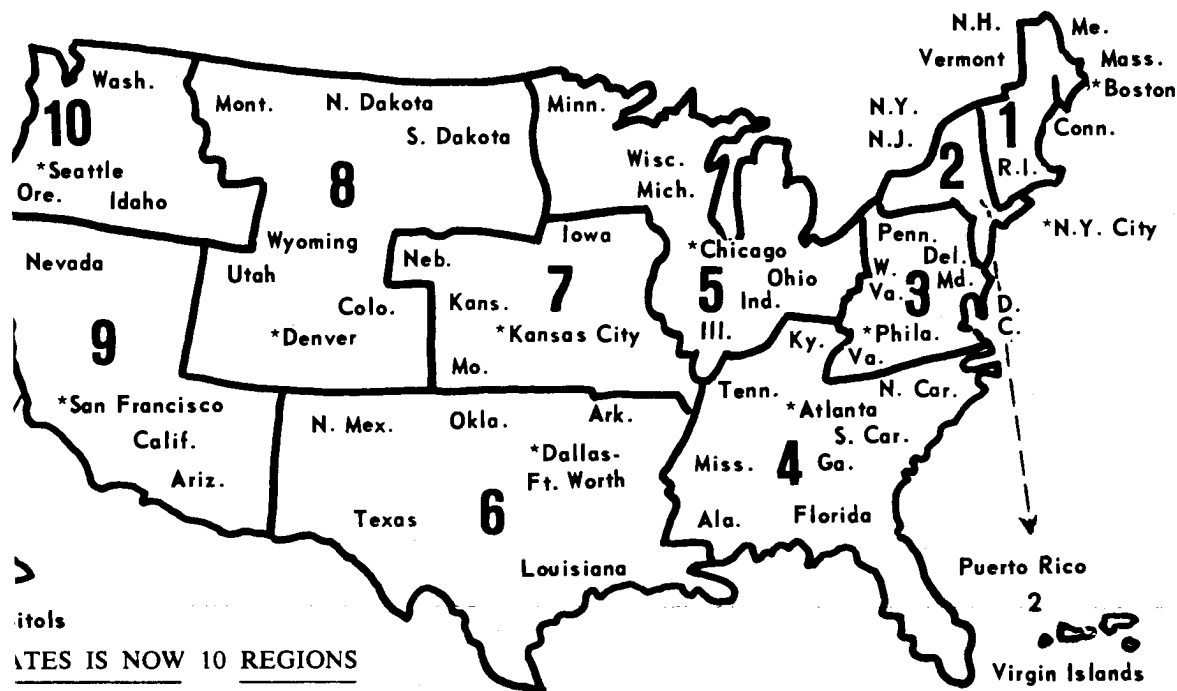 N.H.
Me.
Vermont
Mass.
*Boston
Wash.
Mont.
N. Dakota
Minn.
N.Y.
10
S. Dakota
N.J.
1
Conn.
*Seattle
8
Wisc.
2
R.I.
Ore.
Idaho
Mich.
Wyoming
Iowa
*Chicago
Penn.
*N.Y. City
Nevada
Utah
Neb.
Ohio
W.
Va.
Del.
Md.
Colo.
Kans.
7
5
Ind.
3
D.
C.
9
*Denver
*Kansas City
Ill.
Ky.
*Phila.
Va.
Mo.
Tenn.
N. Car.
*San Francisco
N. Mex.
Okla.
Ark.
*Atlanta
Calif.
*Dallas-
Ft. Worth
S. Car.
Ariz.
Miss.
4
Ga.
Texas
6
Ala.
Florida
Louisiana
Puerto Rico
2
itols
ATES IS NOW 10 REGIONS
Virgin Islands